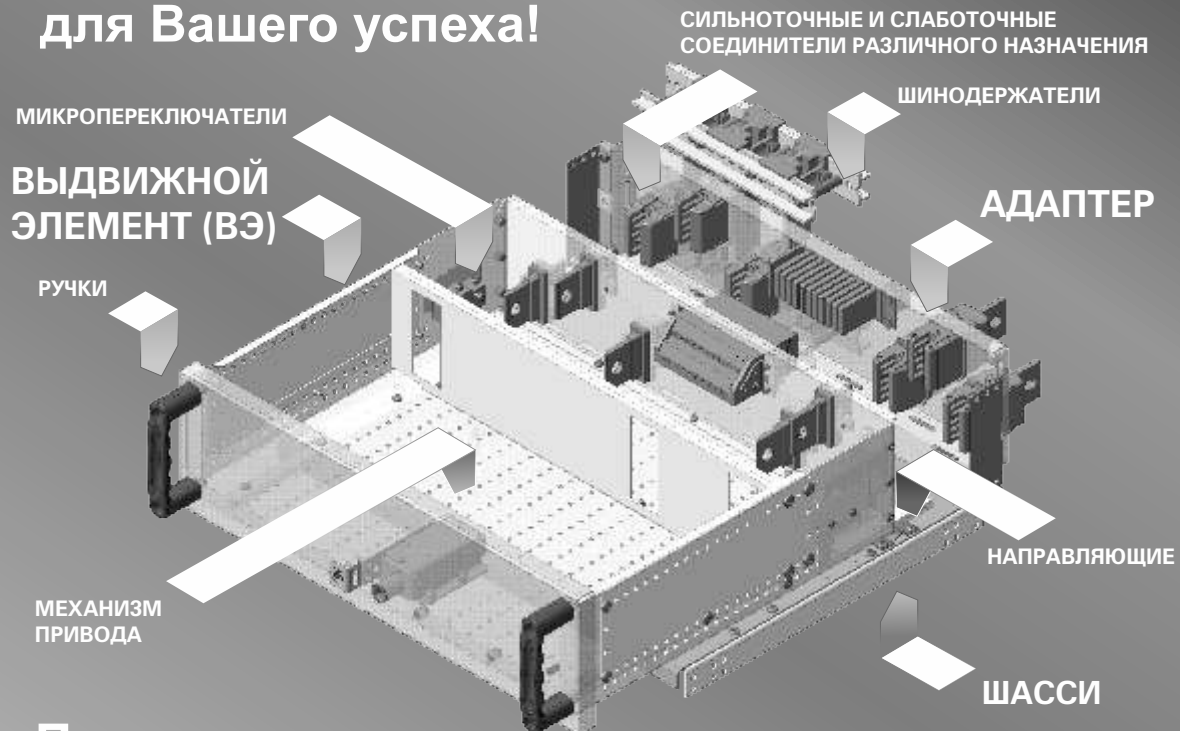 для Вашего успеха!
СИЛЬНОТОЧНЫЕ И СЛАБОТОЧНЫЕ
СОЕДИНИТЕЛИ РАЗЛИЧНОГО НАЗНАЧЕНИЯ
МИКРОПЕРЕКЛЮЧАТЕЛИ
ШИНОДЕРЖАТЕЛИ
ВЫДВИЖНОЙ
ЭЛЕМЕНТ (ВЭ)
АДАПТЕР
РУЧКИ
НАПРАВЛЯЮЩИЕ
МЕХАНИЗМ
ПРИВОДА
ШАССИ